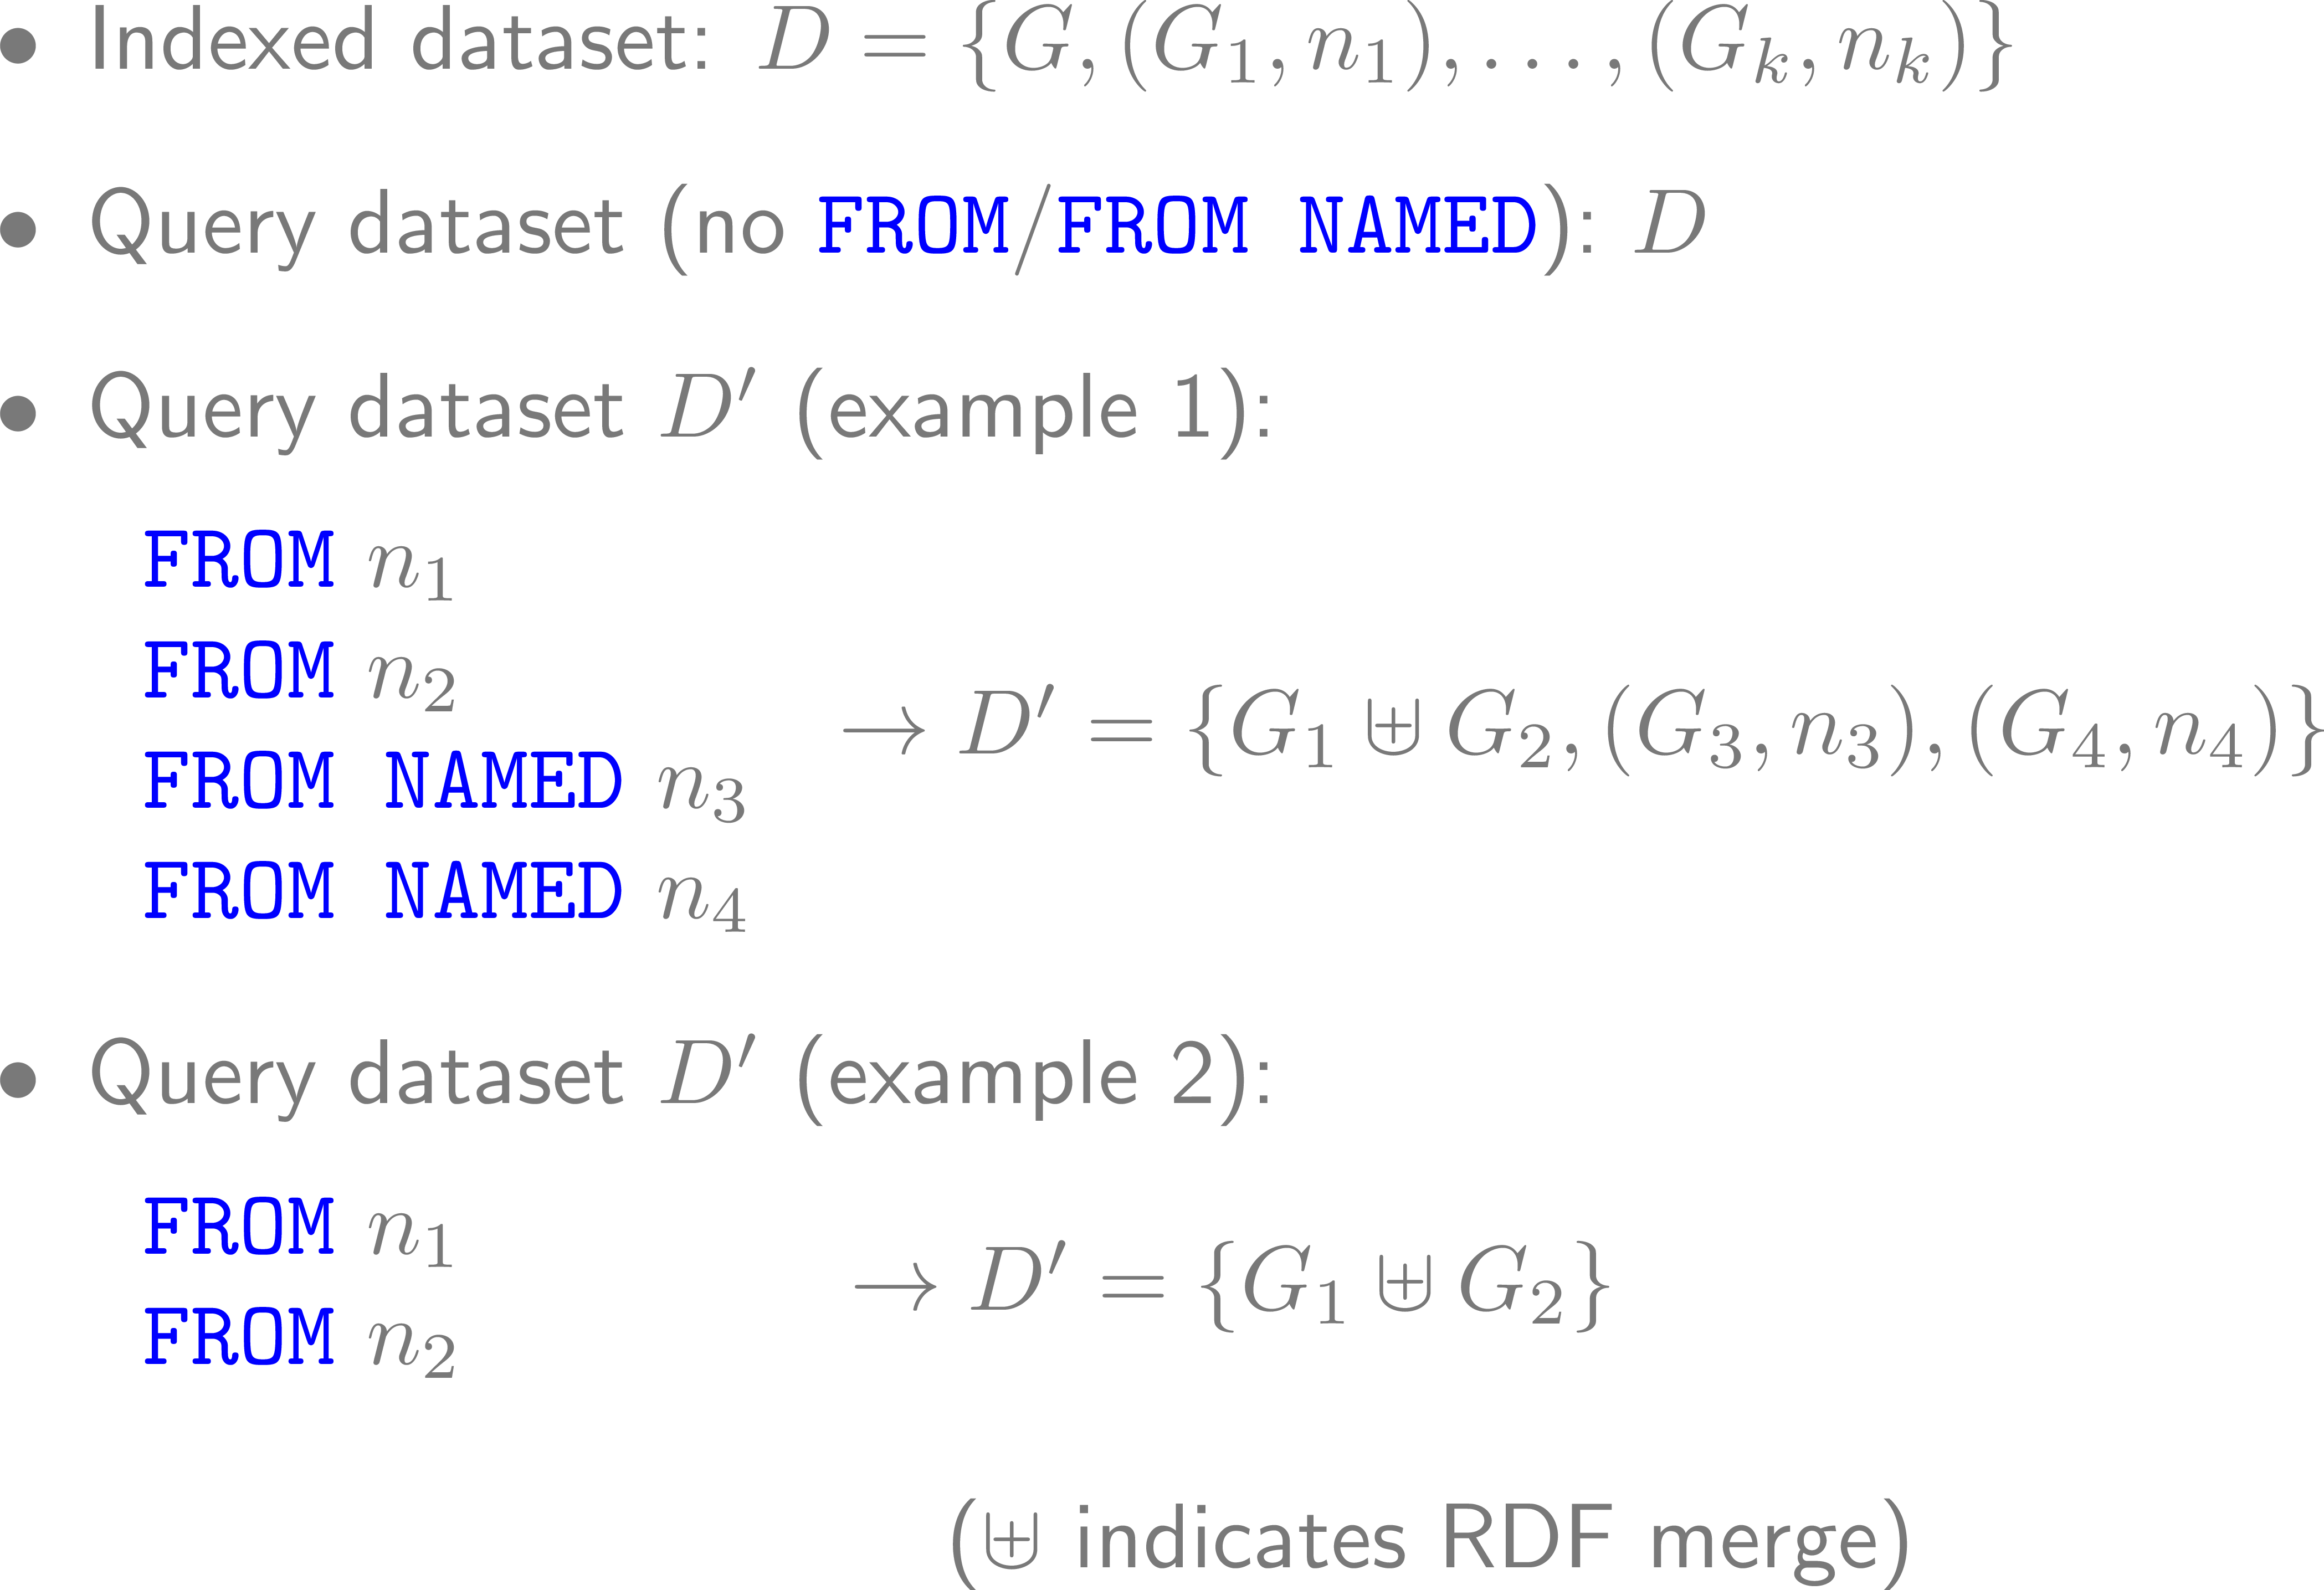 • Indexed dataset: D = {G, (G₁, n₁), . . . , (Gₖ, nₖ)}
• Query dataset (no FROM/FROM NAMED): D
• Query dataset D′ (example 1):
FROM n₁
FROM n₂
FROM NAMED n₃
FROM NAMED n₄
→ D′ = {G₁ ⊎ G₂, (G₃, n₃), (G₄, n₄)}
• Query dataset D′ (example 2):
FROM n₁
FROM n₂
→ D′ = {G₁ ⊎ G₂}
(⊎ indicates RDF merge)